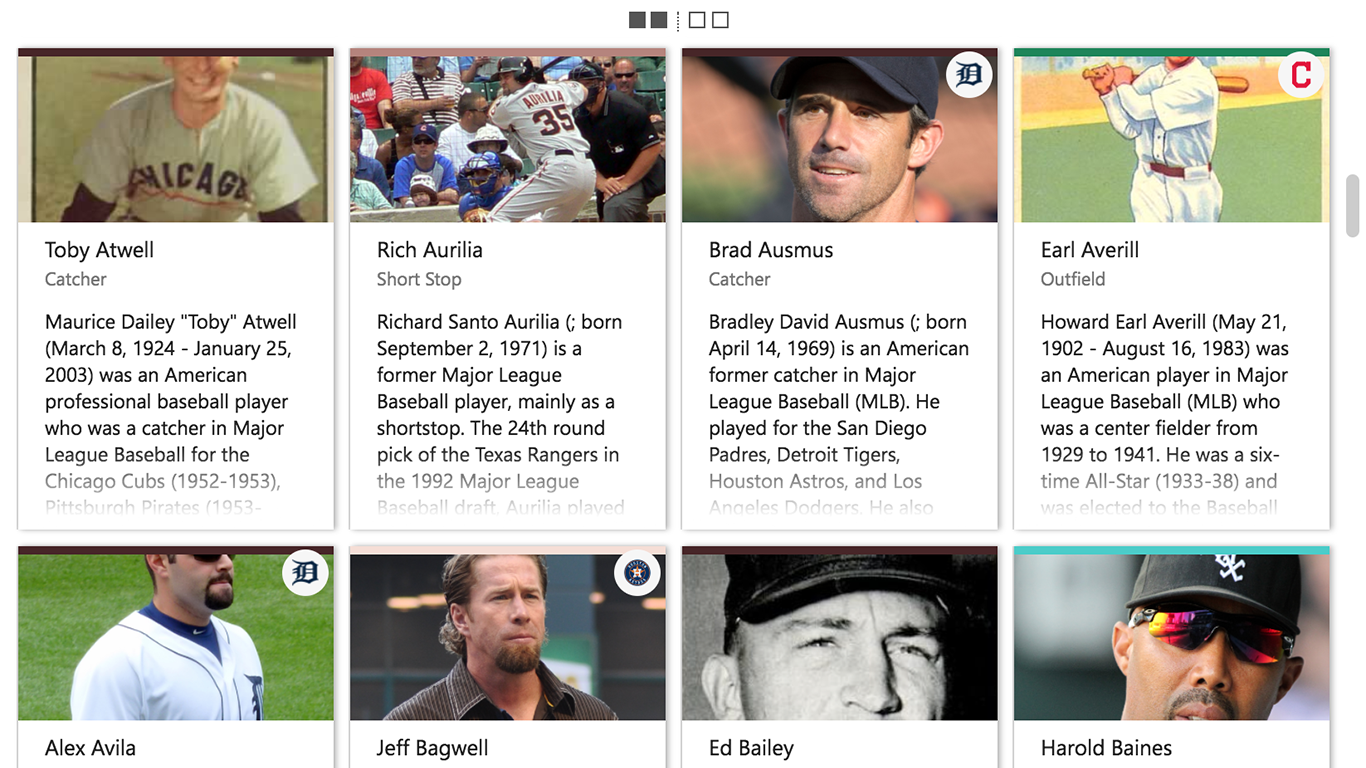 CHICAGO
AURILIA
35
D
C
Toby Atwell
Catcher
Maurice Dailey "Toby" Atwell
(March 8, 1924 - January 25,
2003) was an American
professional baseball player
who was a catcher in Major
League Baseball for the
Chicago Cubs (1952-1953),
Pittsburgh Pirates (1953-
Rich Aurilia
Short Stop
Richard Santo Aurilia (; born
September 2, 1971) is a
former Major League
Baseball player, mainly as a
shortstop. The 24th round
pick of the Texas Rangers in
the 1992 Major League
Baseball draft, Aurilia played
Brad Ausmus
Catcher
Bradley David Ausmus (; born
April 14, 1969) is an American
former catcher in Major
League Baseball (MLB). He
played for the San Diego
Padres, Detroit Tigers,
Houston Astros, and Los
Angeles Dodgers. He also
Earl Averill
Outfield
Howard Earl Averill (May 21,
1902 - August 16, 1983) was
an American player in Major
League Baseball (MLB) who
was a center fielder from
1929 to 1941. He was a six-
time All-Star (1933-38) and
was elected to the Baseball
D
H
Alex Avila
Jeff Bagwell
Ed Bailey
Harold Baines